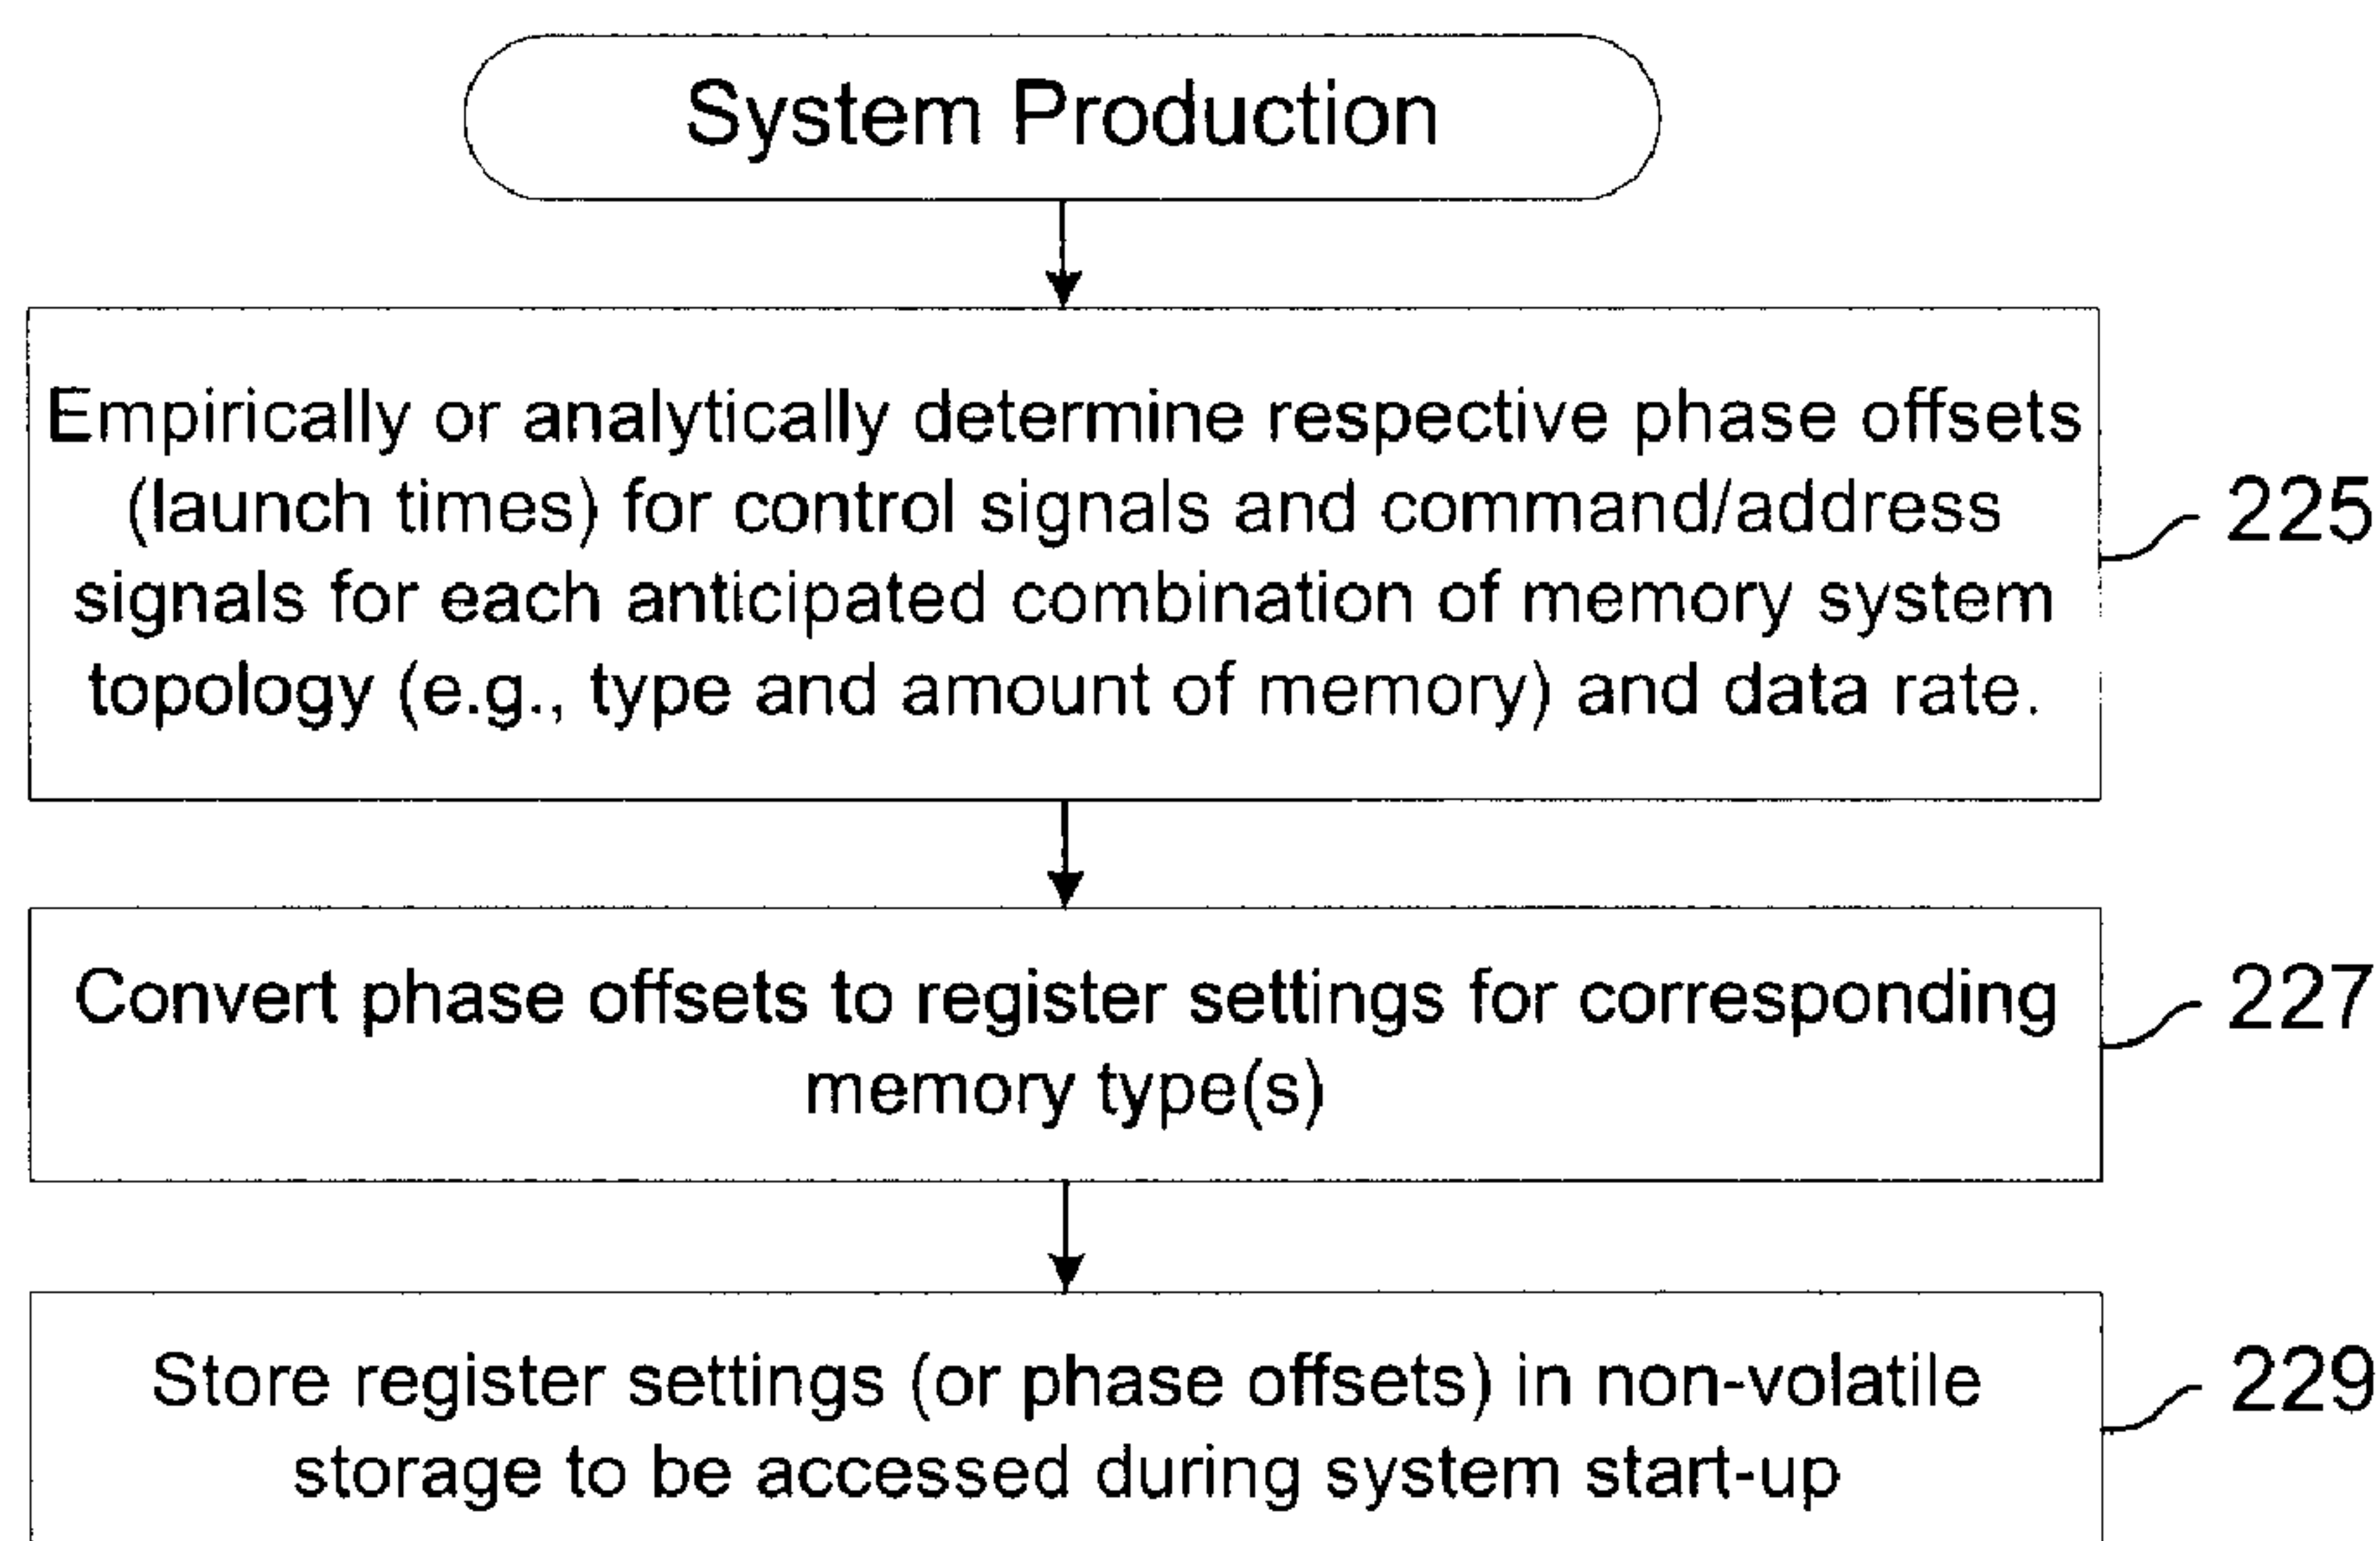 System Production
Empirically or analytically determine respective phase offsets
(launch times) for control signals and command/address
signals for each anticipated combination of memory system
topology (e.g., type and amount of memory) and data rate.
225
Convert phase offsets to register settings for corresponding
memory type(s)
227
Store register settings (or phase offsets) in non-volatile
storage to be accessed during system start-up
229